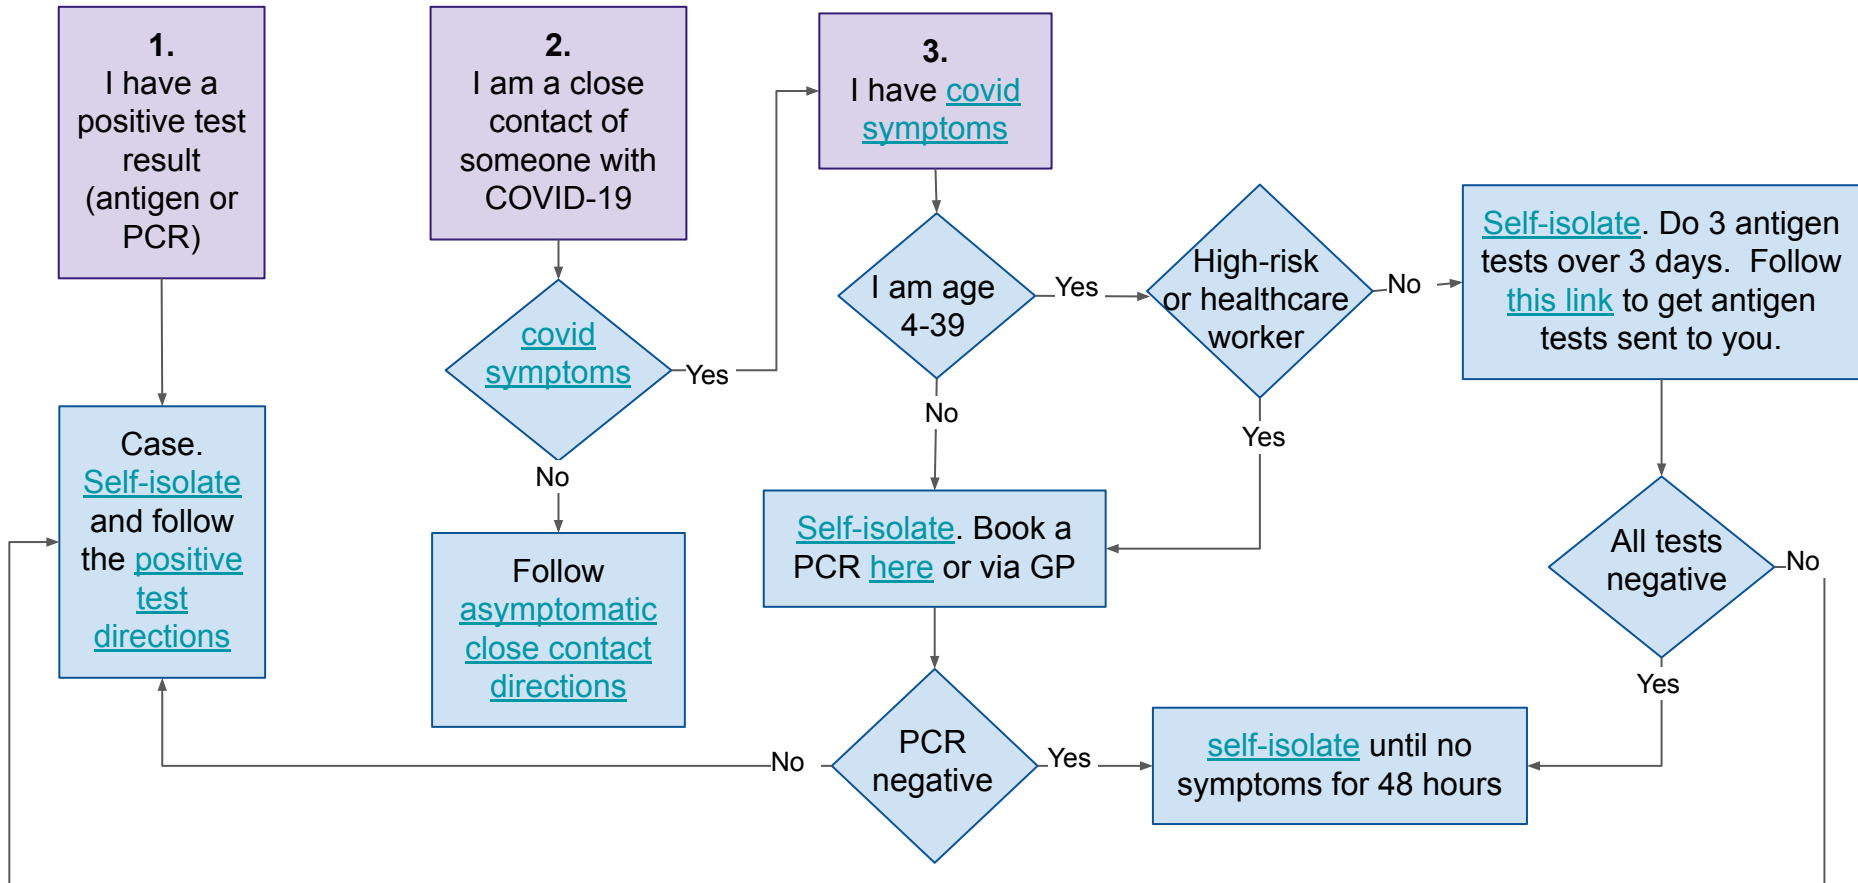 1.
I have a
positive test
result
(antigen or
PCR)
2.
I am a close
contact of
someone with
COVID-19
3.
I have covid
symptoms
covid
symptoms
Yes
No
I am age
4-39
Yes
No
High-risk
or healthcare
worker
No
Yes
Self-isolate. Do 3 antigen
tests over 3 days.  Follow
this link to get antigen
tests sent to you.
Case.
Self-isolate
and follow
the positive
test
directions
Follow
asymptomatic
close contact
directions
Self-isolate. Book a
PCR here or via GP
All tests
negative
No
Yes
PCR
negative
No
Yes
self-isolate until no
symptoms for 48 hours